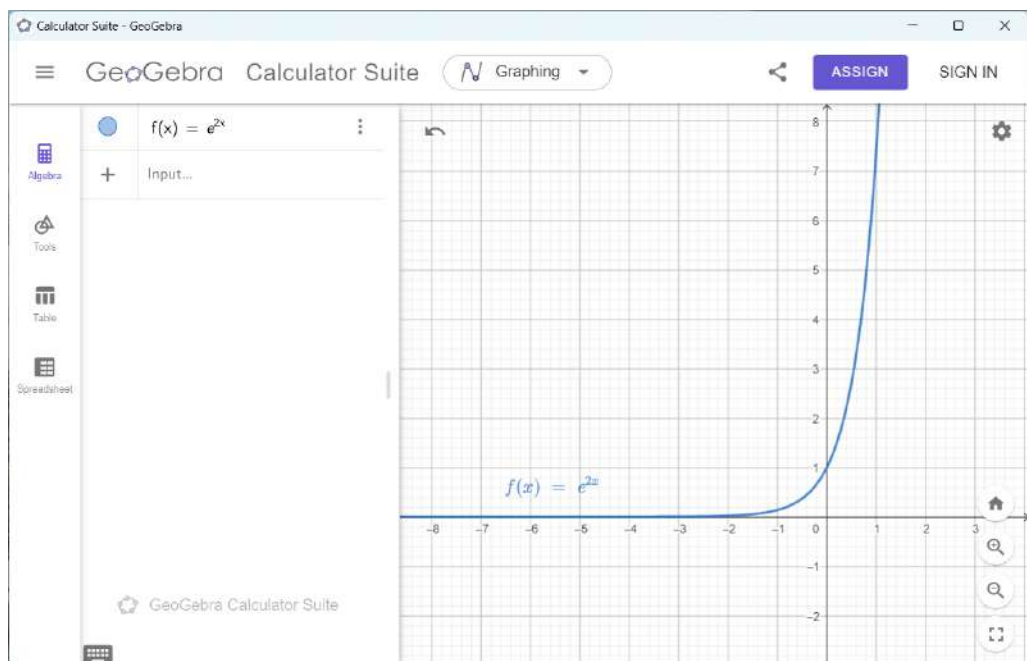 Calculator Suite - GeoGebra
GeoGebra Calculator Suite Graphing ASSIGN SIGN IN
f(x) = e^{2x}
Input...
Algebra
Tools
Table
Spreadsheet
GeoGebra Calculator Suite
8
7
6
5
4
3
2
1
f(x) = e^{2x}
-8 -7 -6 -5 -4 -3 -2 -1 0 1 2 3
-1
-2